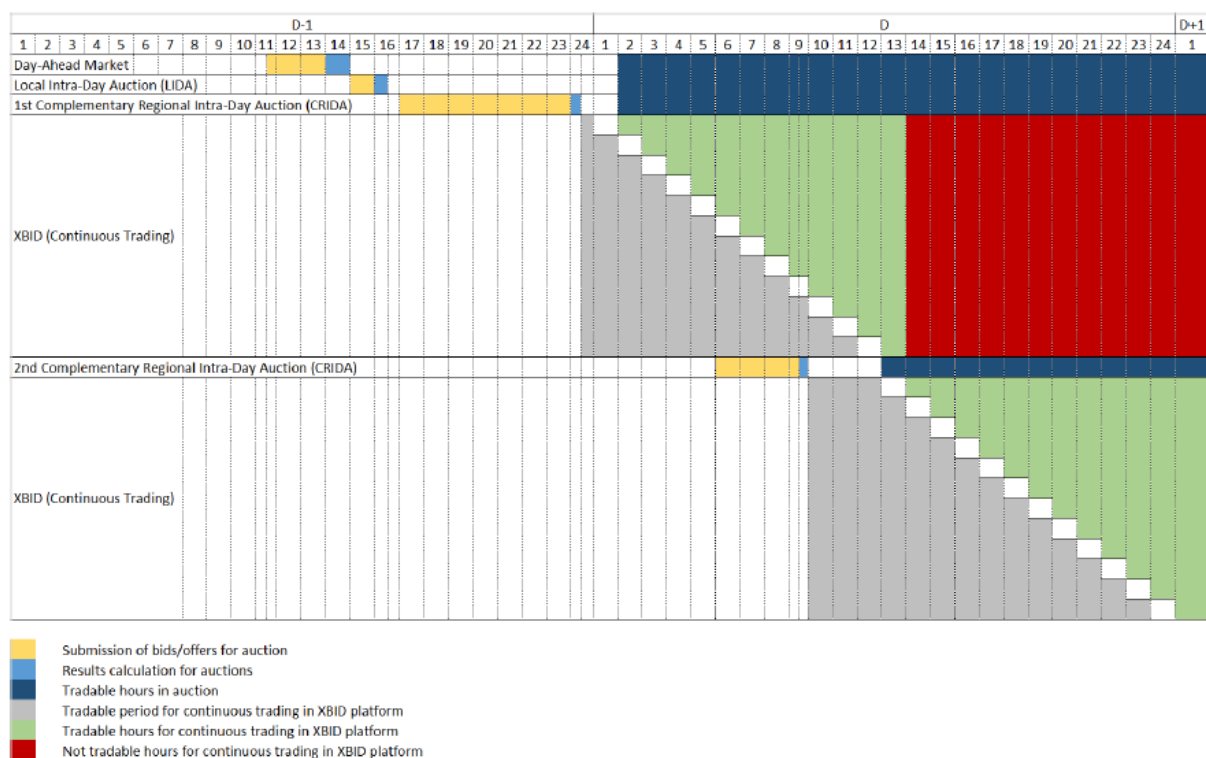 D-1 D D+1
1 2 3 4 5 6 7 8 9 10 11 12 13 14 15 16 17 18 19 20 21 22 23 24 1 2 3 4 5 6 7 8 9 10 11 12 13 14 15 16 17 18 19 20 21 22 23 24 1
Day-Ahead Market
Local Intra-Day Auction (LIDA)
1st Complementary Regional Intra-Day Auction (CRIDA)
XBID (Continuous Trading)
2nd Complementary Regional Intra-Day Auction (CRIDA)
XBID (Continuous Trading)
Submission of bids/offers for auction
Results calculation for auctions
Tradable hours in auction
Tradable period for continuous trading in XBID platform
Tradable hours for continuous trading in XBID platform
Not tradable hours for continuous trading in XBID platform